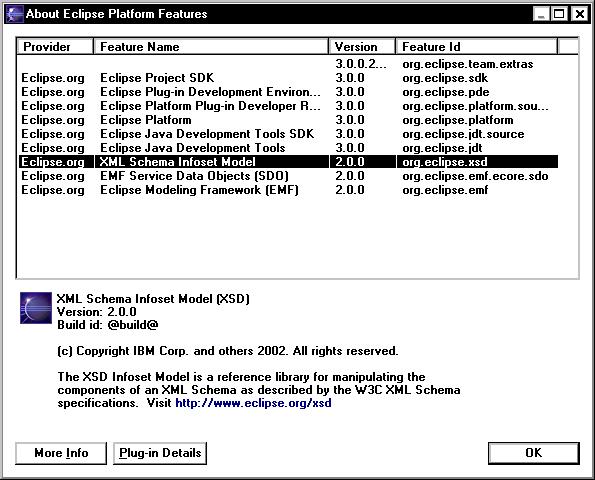 About Eclipse Platform Features
Provider Feature Name Version Feature Id
3.0.0.2... org.eclipse.team.extras
Eclipse.org Eclipse Project SDK 3.0.0 org.eclipse.sdk
Eclipse.org Eclipse Plug-in Development Environ... 3.0.0 org.eclipse.pde
Eclipse.org Eclipse Platform Plug-in Developer R... 3.0.0 org.eclipse.platform.sou...
Eclipse.org Eclipse Platform 3.0.0 org.eclipse.platform
Eclipse.org Eclipse Java Development Tools SDK 3.0.0 org.eclipse.jdt.source
Eclipse.org Eclipse Java Development Tools 3.0.0 org.eclipse.jdt
Eclipse.org XML Schema Infoset Model 2.0.0 org.eclipse.xsd
Eclipse.org EMF Service Data Objects (SDO) 2.0.0 org.eclipse.emf.ecore.sdo
Eclipse.org Eclipse Modeling Framework (EMF) 2.0.0 org.eclipse.emf
XML Schema Infoset Model (XSD)
Version: 2.0.0
Build id: @build@
(c) Copyright IBM Corp. and others 2002. All rights reserved.
The XSD Infoset Model is a reference library for manipulating the
components of an XML Schema as described by the W3C XML Schema
specifications. Visit http://www.eclipse.org/xsd
More Info Plug-in Details OK